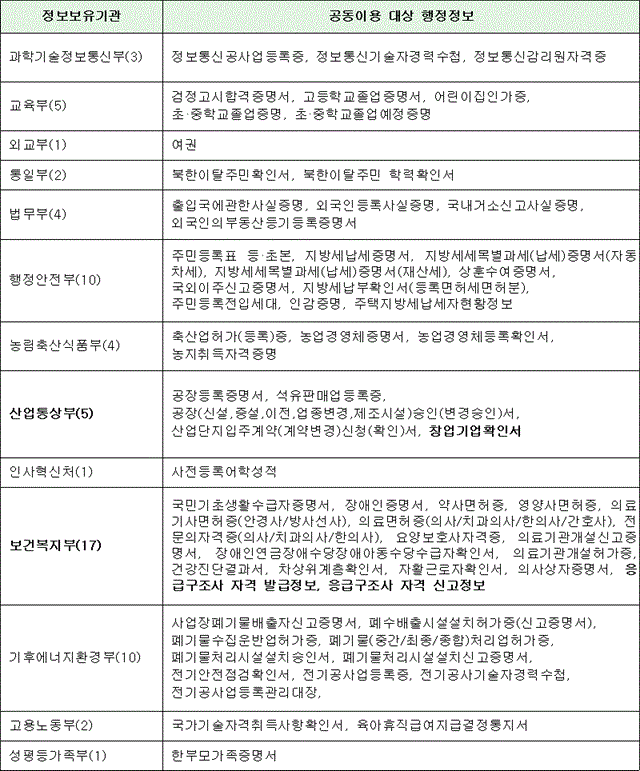 정보보유기관
공동이용 대상 행정정보
과학기술정보통신부(3)
정보통신공사업등록증, 정보통신기술자경력수첩, 정보통신감리원자격증
교육부(5)
검정고시합격증명서, 고등학교졸업증명서, 어린이집인가증,
초·중학교졸업증명, 초·중학교졸업예정증명
외교부(1)
여권
통일부(2)
북한이탈주민확인서, 북한이탈주민 학력확인서
법무부(4)
출입국에관한사실증명, 외국인등록사실증명, 국내거소신고사실증명,
외국인의부동산등기등록증명서
행정안전부(10)
주민등록표 등·초본, 지방세납세증명서, 지방세세목별과세(납세)증명서(자동
차세), 지방세세목별과세(납세)증명서(재산세), 상훈수여증명서,
국외이주신고증명서, 지방세납부확인서(등록면허세면허분),
주민등록전입세대, 인감증명, 주택지방세납세자현황정보
농림축산식품부(4)
축산업허가(등록)증, 농업경영체증명서, 농업경영체등록확인서,
농지취득자격증명
산업통상부(5)
공장등록증명서, 석유판매업등록증,
공장(신설,증설,이전,업종변경,제조시설)승인(변경승인)서,
산업단지입주계약(계약변경)신청(확인)서, 창업기업확인서
인사혁신처(1)
사전등록어학성적
보건복지부(17)
국민기초생활수급자증명서, 장애인증명서, 약사면허증, 영양사면허증, 의료
기사면허증(안경사/방사선사), 의료면허증(의사/치과의사/한의사/간호사), 전
문의자격증(의사/치과의사/한의사), 요양보호사자격증, 의료기관개설신고증
명서, 장애인연금장애수당장애아동수당수급자확인서, 의료기관개설허가증,
건강진단결과서, 차상위계층확인서, 자활근로자확인서, 의사상자증명서, 응
급구조사 자격 발급정보, 응급구조사 자격 신고정보
기후에너지환경부(10)
사업장폐기물배출자신고증명서, 폐수배출시설설치허가증(신고증명서),
폐기물수집운반업허가증, 폐기물(중간/최종/종합)처리업허가증,
폐기물처리시설설치승인서, 폐기물처리시설설치신고증명서,
전기안전점검확인서, 전기공사업등록증, 전기공사기술자경력수첩,
전기공사업등록관리대장,
고용노동부(2)
국가기술자격취득사항확인서, 육아휴직급여지급결정통지서
성평등가족부(1)
한부모가족증명서